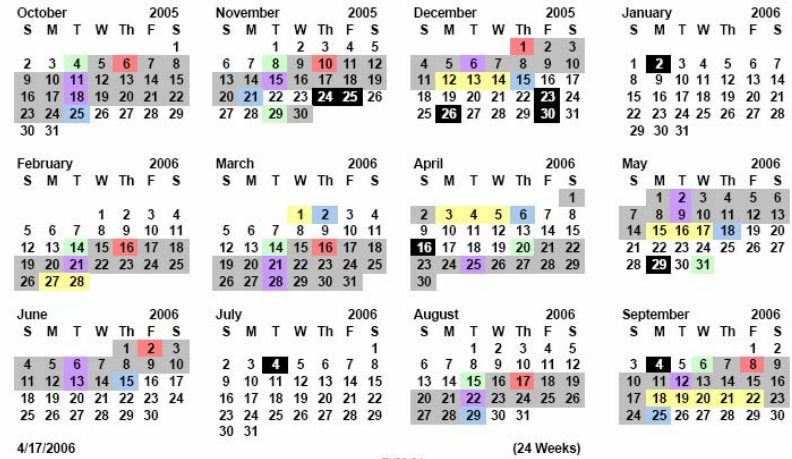 October 2005
S M T W Th F S
1
2 3 4 5 6 7 8
9 10 11 12 13 14 15
16 17 18 19 20 21 22
23 24 25 26 27 28 29
30 31
November 2005
S M T W Th F S
1 2 3 4 5
6 7 8 9 10 11 12
13 14 15 16 17 18 19
20 21 22 23 24 25 26
27 28 29 30
December 2005
S M T W Th F S
1 2 3
4 5 6 7 8 9 10
11 12 13 14 15 16 17
18 19 20 21 22 23 24
25 26 27 28 29 30 31
January 2006
S M T W Th F S
1 2 3 4 5 6 7
8 9 10 11 12 13 14
15 16 17 18 19 20 21
22 23 24 25 26 27 28
29 30 31
February 2006
S M T W Th F S
1 2 3 4
5 6 7 8 9 10 11
12 13 14 15 16 17 18
19 20 21 22 23 24 25
26 27 28
March 2006
S M T W Th F S
1 2 3 4
5 6 7 8 9 10 11
12 13 14 15 16 17 18
19 20 21 22 23 24 25
26 27 28 29 30 31
April 2006
S M T W Th F S
1
2 3 4 5 6 7 8
9 10 11 12 13 14 15
16 17 18 19 20 21 22
23 24 25 26 27 28 29
30
May 2006
S M T W Th F S
1 2 3 4 5 6
7 8 9 10 11 12 13
14 15 16 17 18 19 20
21 22 23 24 25 26 27
28 29 30 31
June 2006
S M T W Th F S
1 2 3
4 5 6 7 8 9 10
11 12 13 14 15 16 17
18 19 20 21 22 23 24
25 26 27 28 29 30
July 2006
S M T W Th F S
1
2 3 4 5 6 7 8
9 10 11 12 13 14 15
16 17 18 19 20 21 22
23 24 25 26 27 28 29
30 31
August 2006
S M T W Th F S
1 2 3 4 5
6 7 8 9 10 11 12
13 14 15 16 17 18 19
20 21 22 23 24 25 26
27 28 29 30 31
September 2006
S M T W Th F S
1 2
3 4 5 6 7 8 9
10 11 12 13 14 15 16
17 18 19 20 21 22 23
24 25 26 27 28 29 30
4/17/2006
(24 Weeks)